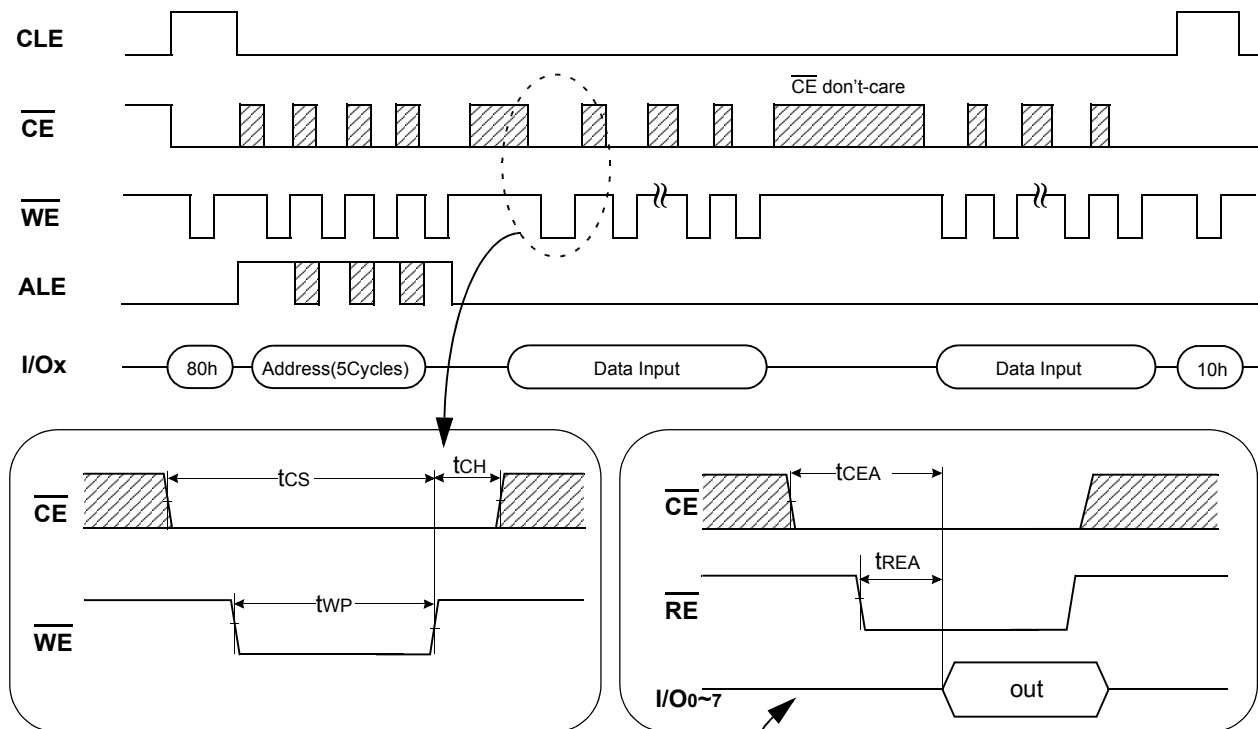 CLE
CE don't-care
CE
WE
ALE
I/Ox 80h Address(5Cycles) Data Input Data Input 10h
tCS tCH
CE
tWP
WE
tCEA
CE
tREA
RE
I/O0~7 out